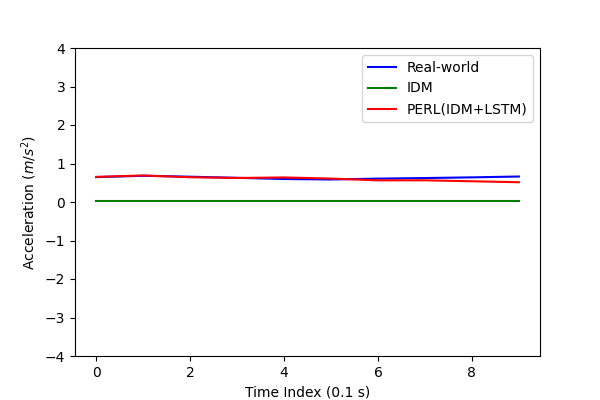 4
3
2
1
0
−1
−2
−3
−4
Acceleration (m/s²)
0 2 4 6 8
Time Index (0.1 s)
Real-world
IDM
PERL(IDM+LSTM)